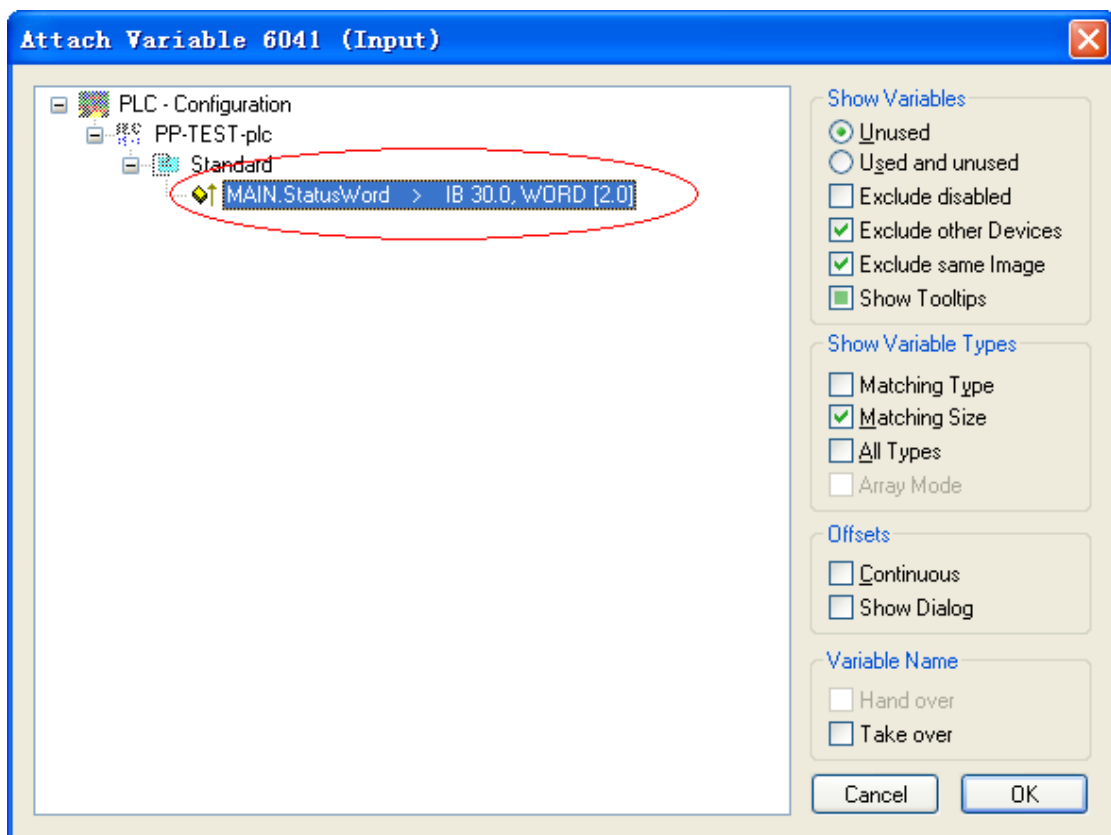 Attach Variable 6041 (Input)
PLC - Configuration
PP-TEST-plc
Standard
MAIN.StatusWord > IB 30.0, WORD [2.0]
Show Variables
Unused
Used and unused
Exclude disabled
Exclude other Devices
Exclude same Image
Show Tooltips
Show Variable Types
Matching Type
Matching Size
All Types
Array Mode
Offsets
Continuous
Show Dialog
Variable Name
Hand over
Take over
Cancel OK